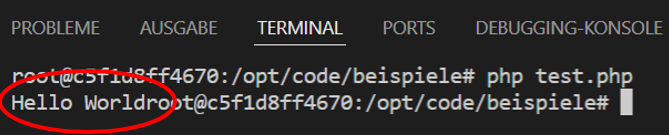 PROBLEME AUSGABE TERMINAL PORTS DEBUGGING-KONSOLE
root@c5f1d8ff4670:/opt/code/beispiele# php test.php
Hello Worldroot@c5f1d8ff4670:/opt/code/beispiele#